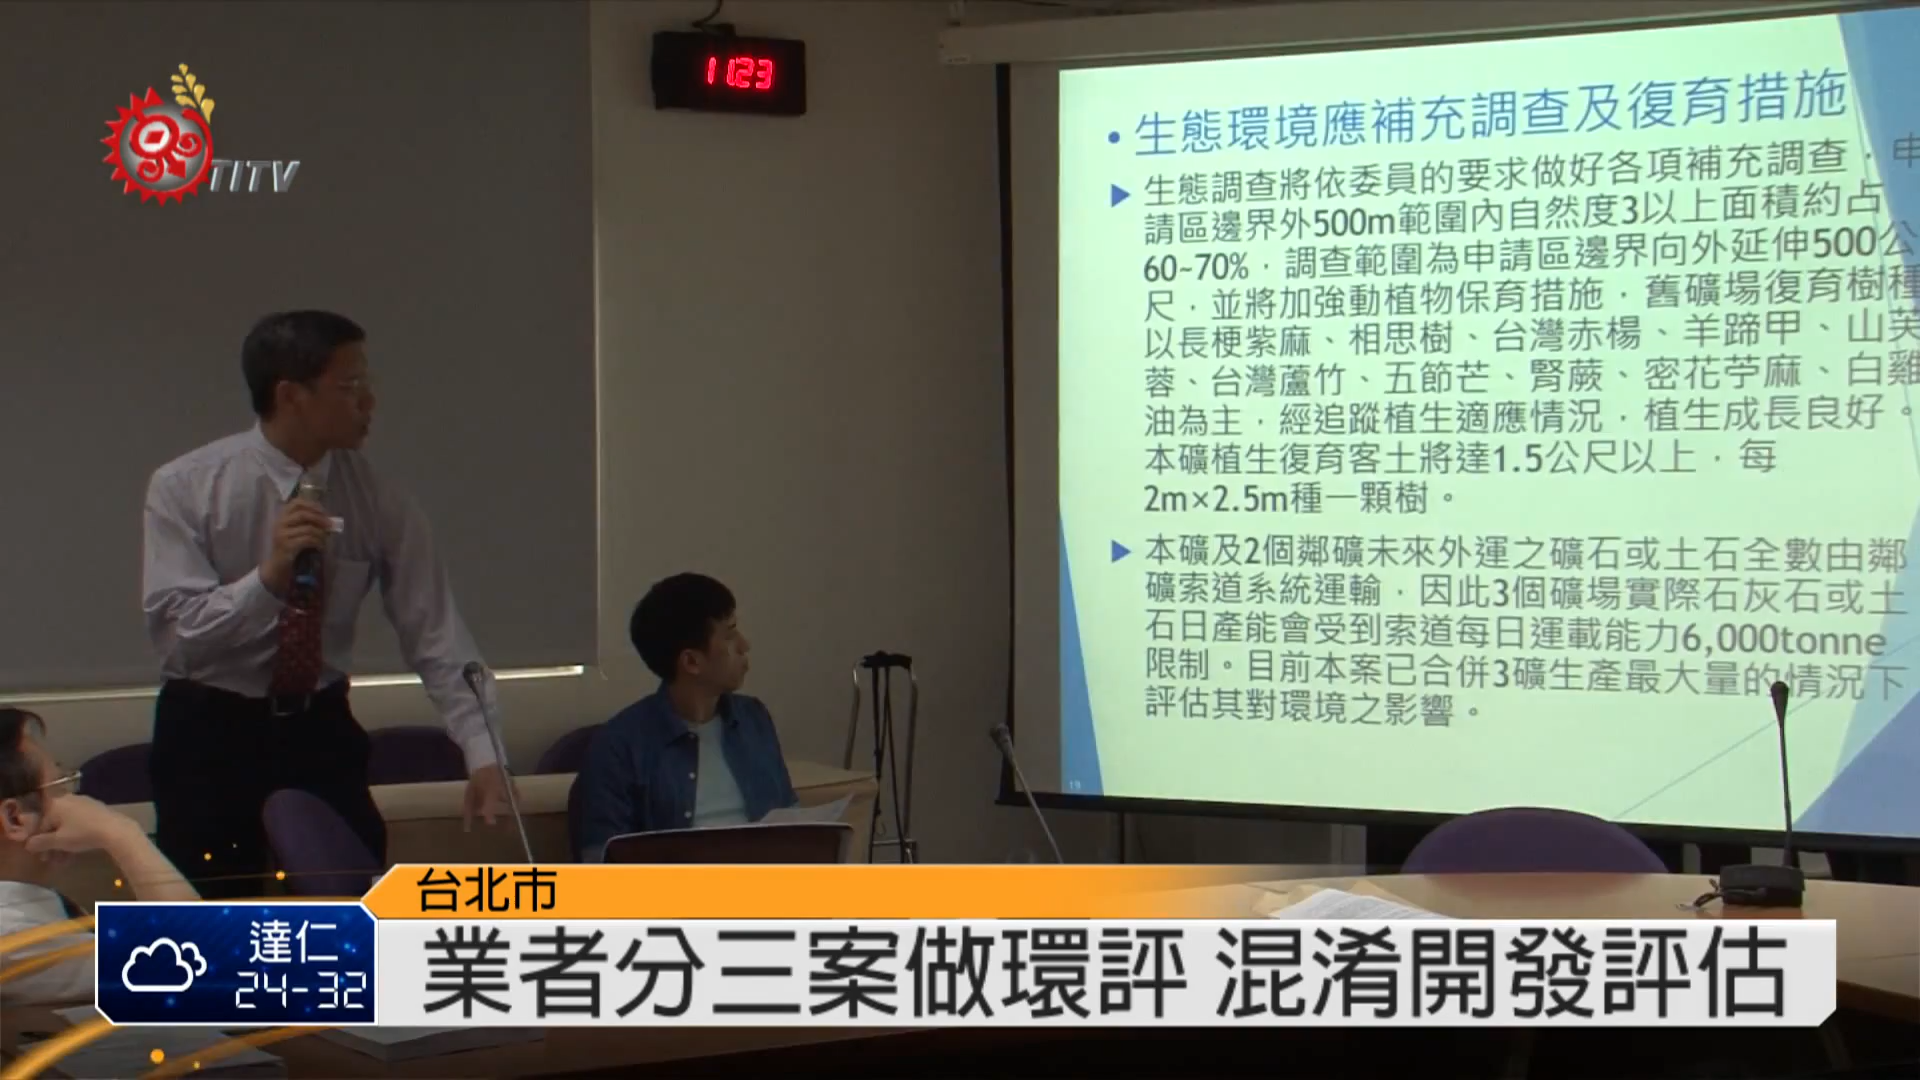 11:23
TITV
•生態環境應補充調查及復育措施
▶ 生態調查將依委員的要求做好各項補充調查，申
請區邊界外500m範圍內自然度3以上面積約占
60~70%，調查範圍為申請區邊界向外延伸500公
尺，並將加強動植物保育措施，舊礦場復育樹種
以長梗紫麻、相思樹、台灣赤楊、羊蹄甲、山芙
蓉、台灣蘆竹、五節芒、腎蕨、密花苧麻、白雞
油為主，經追蹤植生適應情況，植生成長良好。
本礦植生復育客土將達1.5公尺以上，每
2m×2.5m種一顆樹。
▶ 本礦及2個鄰礦未來外運之礦石或土石全數由鄰
礦索道系統運輸，因此3個礦場實際石灰石或土
石日產能會受到索道每日運載能力6,000tonne
限制。目前本案已合併3礦生產最大量的情況下
評估其對環境之影響。
19
台北市
達仁
24-32
業者分三案做環評 混淆開發評估